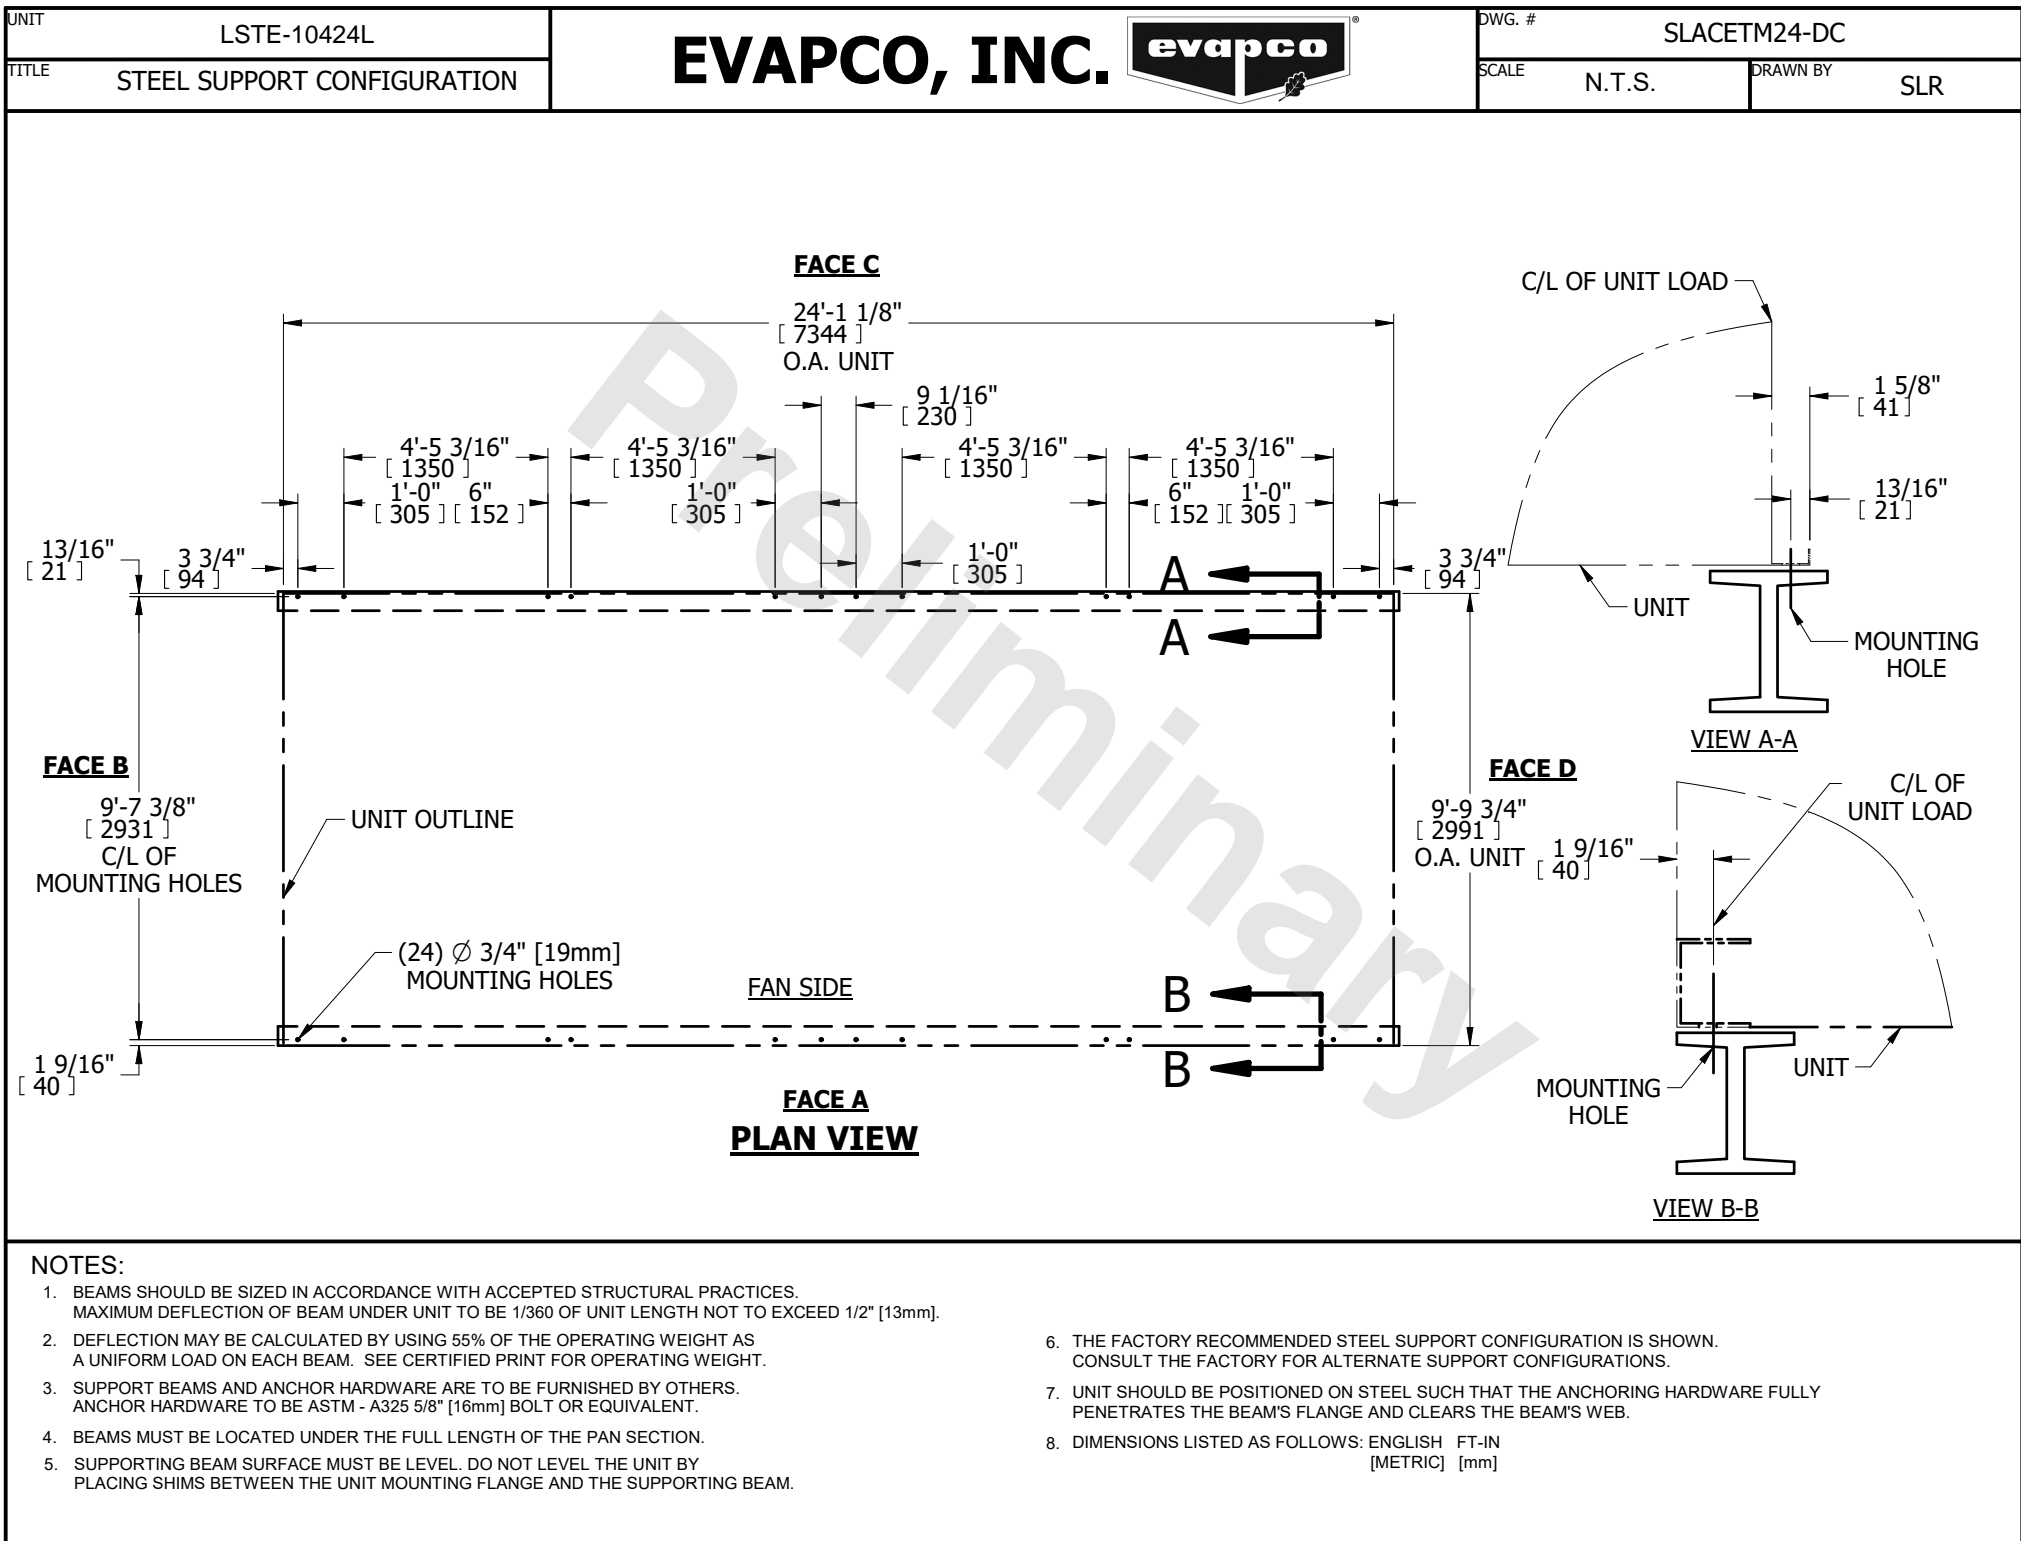 UNIT
LSTE-10424L
TITLE
STEEL SUPPORT CONFIGURATION
EVAPCO, INC.
evapco
®
DWG. #
SLACETM24-DC
SCALE
N.T.S.
DRAWN BY
SLR
FACE C
24'-1 1/8"
[ 7344 ]
O.A. UNIT
9 1/16"
[ 230 ]
4'-5 3/16"
[ 1350 ]
4'-5 3/16"
[ 1350 ]
4'-5 3/16"
[ 1350 ]
4'-5 3/16"
[ 1350 ]
1'-0"
[ 305 ]
6"
[ 152 ]
1'-0"
[ 305 ]
6"
[ 152 ]
1'-0"
[ 305 ]
13/16"
[ 21 ]
3 3/4"
[ 94 ]
1'-0"
[ 305 ]
3 3/4"
[ 94 ]
A
A
FACE B
9'-7 3/8"
[ 2931 ]
C/L OF
MOUNTING HOLES
UNIT OUTLINE
(24) Ø 3/4" [19mm]
MOUNTING HOLES
FAN SIDE
B
B
1 9/16"
[ 40 ]
FACE A
PLAN VIEW
FACE D
9'-9 3/4"
[ 2991 ]
O.A. UNIT
Preliminary
C/L OF UNIT LOAD
1 5/8"
[ 41 ]
13/16"
[ 21 ]
UNIT
MOUNTING
HOLE
VIEW A-A
C/L OF
UNIT LOAD
1 9/16"
[ 40 ]
UNIT
MOUNTING
HOLE
VIEW B-B
NOTES:
1. BEAMS SHOULD BE SIZED IN ACCORDANCE WITH ACCEPTED STRUCTURAL PRACTICES.
MAXIMUM DEFLECTION OF BEAM UNDER UNIT TO BE 1/360 OF UNIT LENGTH NOT TO EXCEED 1/2" [13mm].
2. DEFLECTION MAY BE CALCULATED BY USING 55% OF THE OPERATING WEIGHT AS
A UNIFORM LOAD ON EACH BEAM. SEE CERTIFIED PRINT FOR OPERATING WEIGHT.
3. SUPPORT BEAMS AND ANCHOR HARDWARE ARE TO BE FURNISHED BY OTHERS.
ANCHOR HARDWARE TO BE ASTM - A325 5/8" [16mm] BOLT OR EQUIVALENT.
4. BEAMS MUST BE LOCATED UNDER THE FULL LENGTH OF THE PAN SECTION.
5. SUPPORTING BEAM SURFACE MUST BE LEVEL. DO NOT LEVEL THE UNIT BY
PLACING SHIMS BETWEEN THE UNIT MOUNTING FLANGE AND THE SUPPORTING BEAM.
6. THE FACTORY RECOMMENDED STEEL SUPPORT CONFIGURATION IS SHOWN.
CONSULT THE FACTORY FOR ALTERNATE SUPPORT CONFIGURATIONS.
7. UNIT SHOULD BE POSITIONED ON STEEL SUCH THAT THE ANCHORING HARDWARE FULLY
PENETRATES THE BEAM'S FLANGE AND CLEARS THE BEAM'S WEB.
8. DIMENSIONS LISTED AS FOLLOWS: ENGLISH FT-IN
[METRIC] [mm]